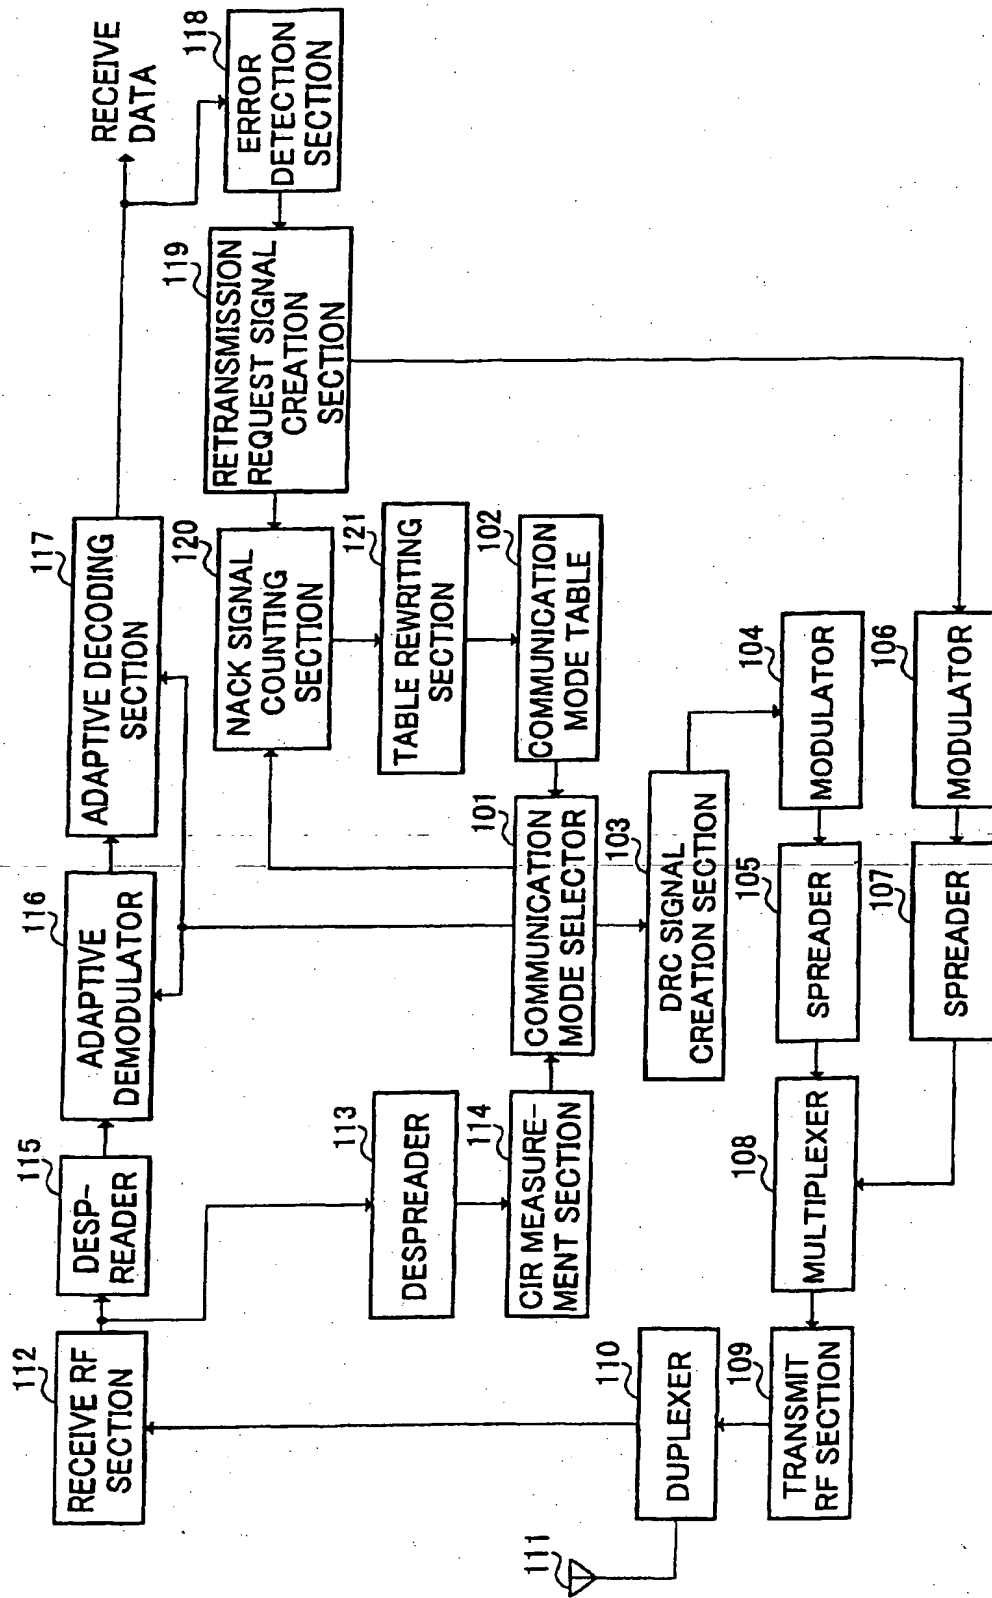 112
RECEIVE RF
SECTION
115
DESP-
READER
116
ADAPTIVE
DEMODULATOR
117
ADAPTIVE DECODING
SECTION
RECEIVE
DATA
118
ERROR
DETECTION
SECTION
119
RETRANSMISSION
REQUEST SIGNAL
CREATION
SECTION
120
NACK SIGNAL
COUNTING
SECTION
121
TABLE REWRITING
SECTION
102
COMMUNICATION
MODE TABLE
113
DESPREADER
114
CIR MEASURE-
MENT SECTION
101
COMMUNICATION
MODE SELECTOR
103
DRC SIGNAL
CREATION SECTION
111
110
DUPLEXER
109
TRANSMIT
RF SECTION
108
MULTIPLEXER
105
SPREADER
104
MODULATOR
107
SPREADER
106
MODULATOR